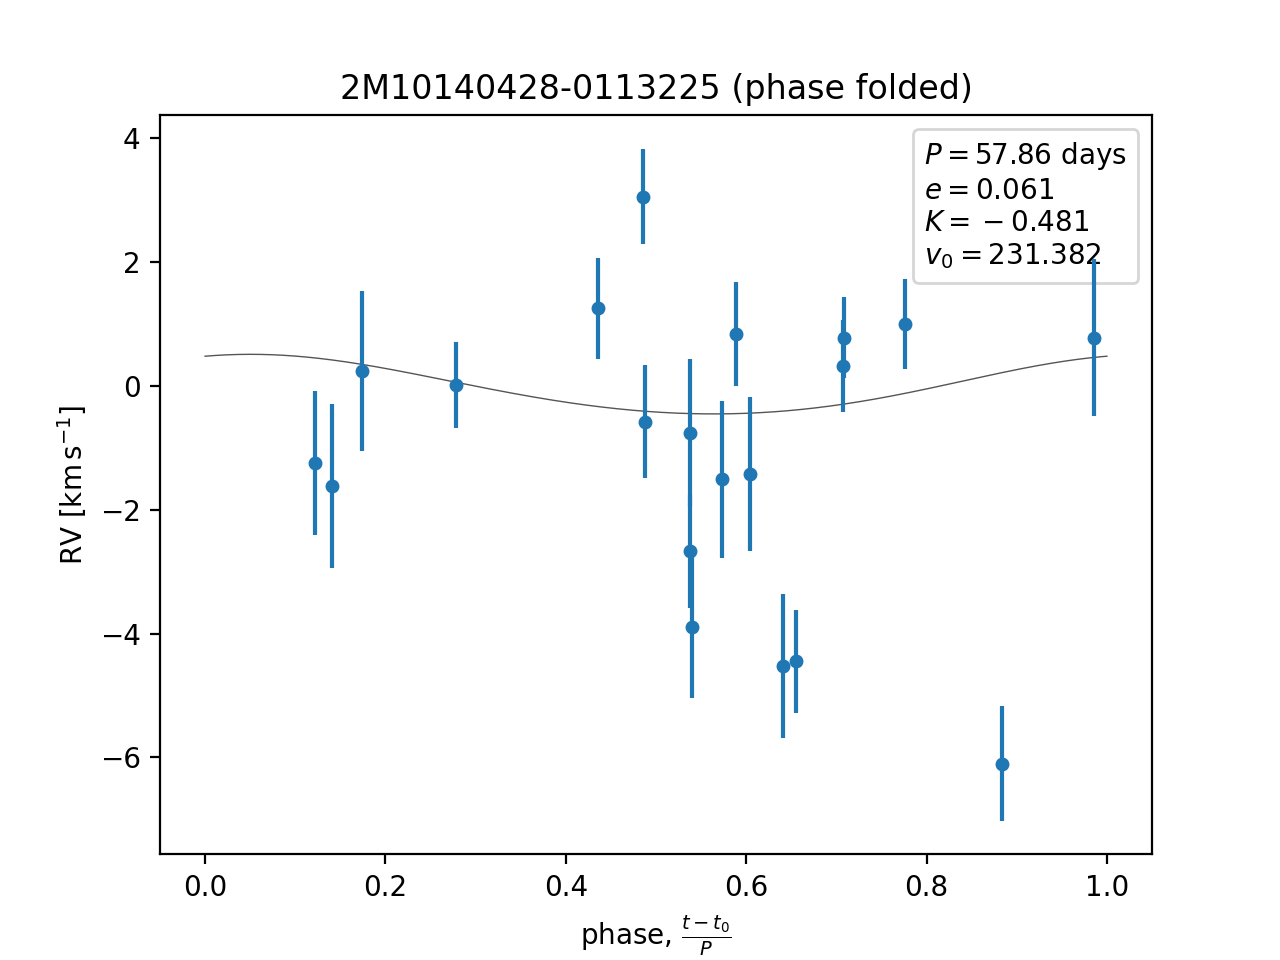 2M10140428-0113225 (phase folded)
P = 57.86 days
e = 0.061
K = −0.481
v₀ = 231.382
4
2
0
−2
−4
−6
RV [km s⁻¹]
0.0 0.2 0.4 0.6 0.8 1.0
phase, (t − t₀)/P